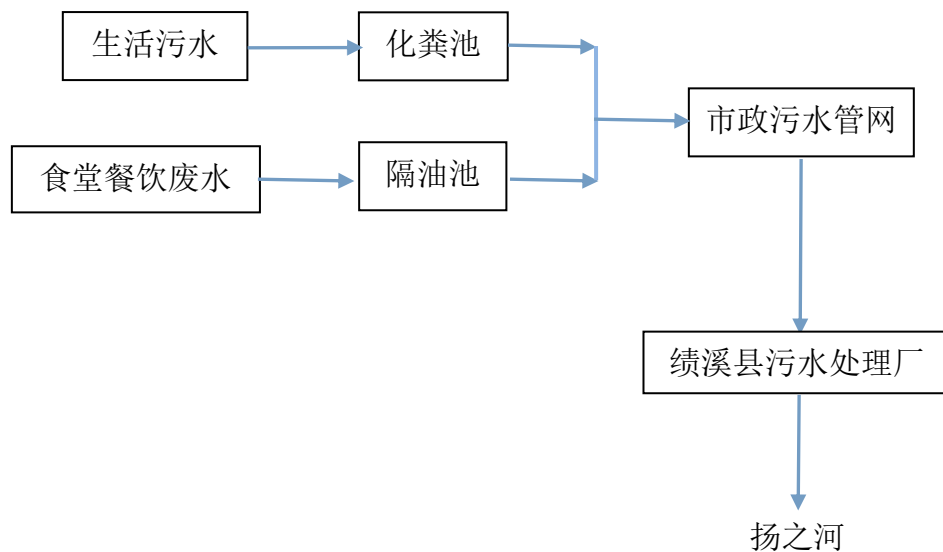 生活污水
化粪池
市政污水管网
食堂餐饮废水
隔油池
绩溪县污水处理厂
扬之河